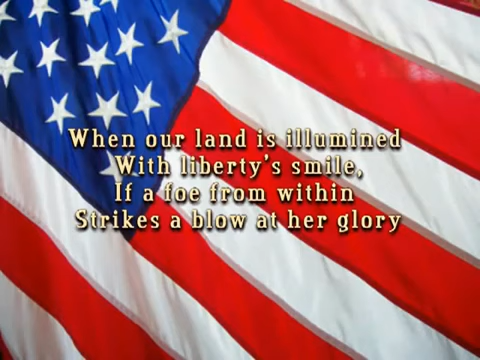 When our land is illumined
With liberty's smile,
If a foe from within
Strikes a blow at her glory